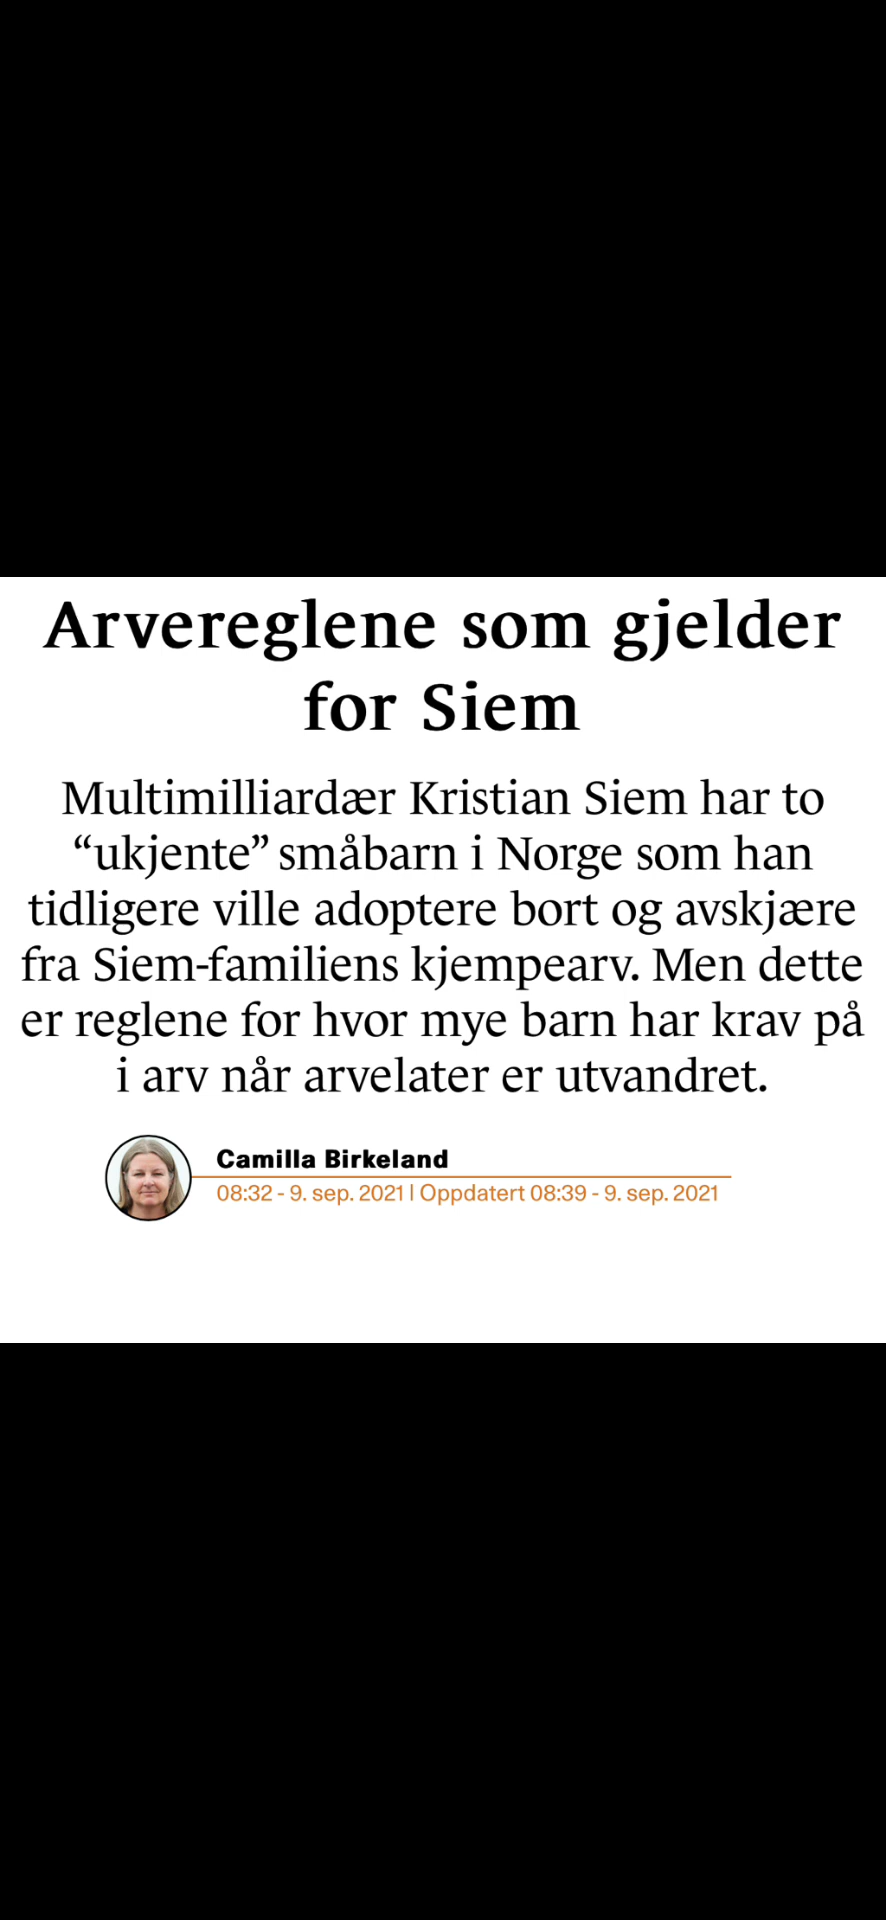 Arvereglene som gjelder
for Siem
Multimilliardær Kristian Siem har to
“ukjente” småbarn i Norge som han
tidligere ville adoptere bort og avskjære
fra Siem-familiens kjempearv. Men dette
er reglene for hvor mye barn har krav på
i arv når arvelater er utvandret.
Camilla Birkeland
08:32 - 9. sep. 2021 | Oppdatert 08:39 - 9. sep. 2021